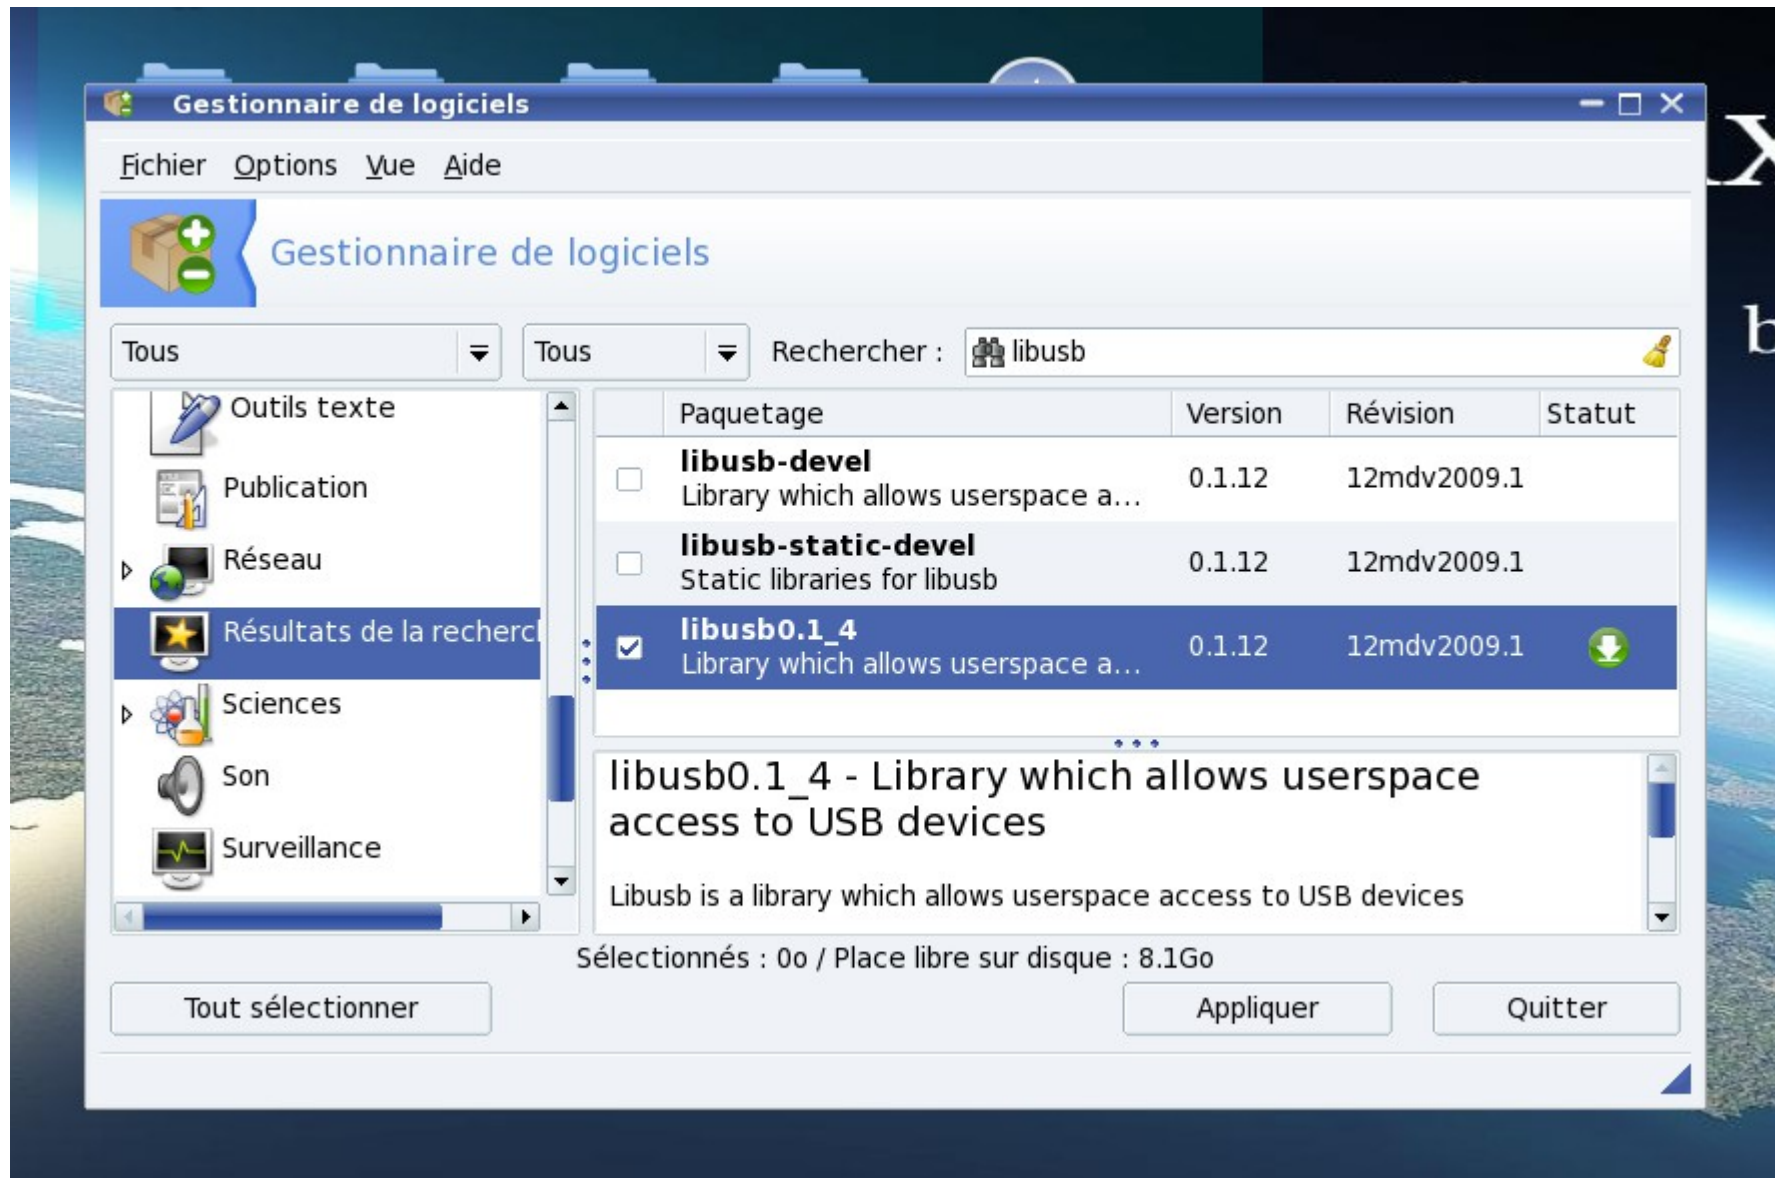 Gestionnaire de logiciels
Fichier Options Vue Aide
Gestionnaire de logiciels
Tous Tous Rechercher : libusb
Outils texte
Publication
Réseau
Résultats de la recherc
Sciences
Son
Surveillance
Paquetage Version Révision Statut
libusb-devel
Library which allows userspace a... 0.1.12 12mdv2009.1
libusb-static-devel
Static libraries for libusb 0.1.12 12mdv2009.1
libusb0.1_4
Library which allows userspace a... 0.1.12 12mdv2009.1
libusb0.1_4 - Library which allows userspace
access to USB devices
Libusb is a library which allows userspace access to USB devices
Sélectionnés : 0o / Place libre sur disque : 8.1Go
Tout sélectionner Appliquer Quitter